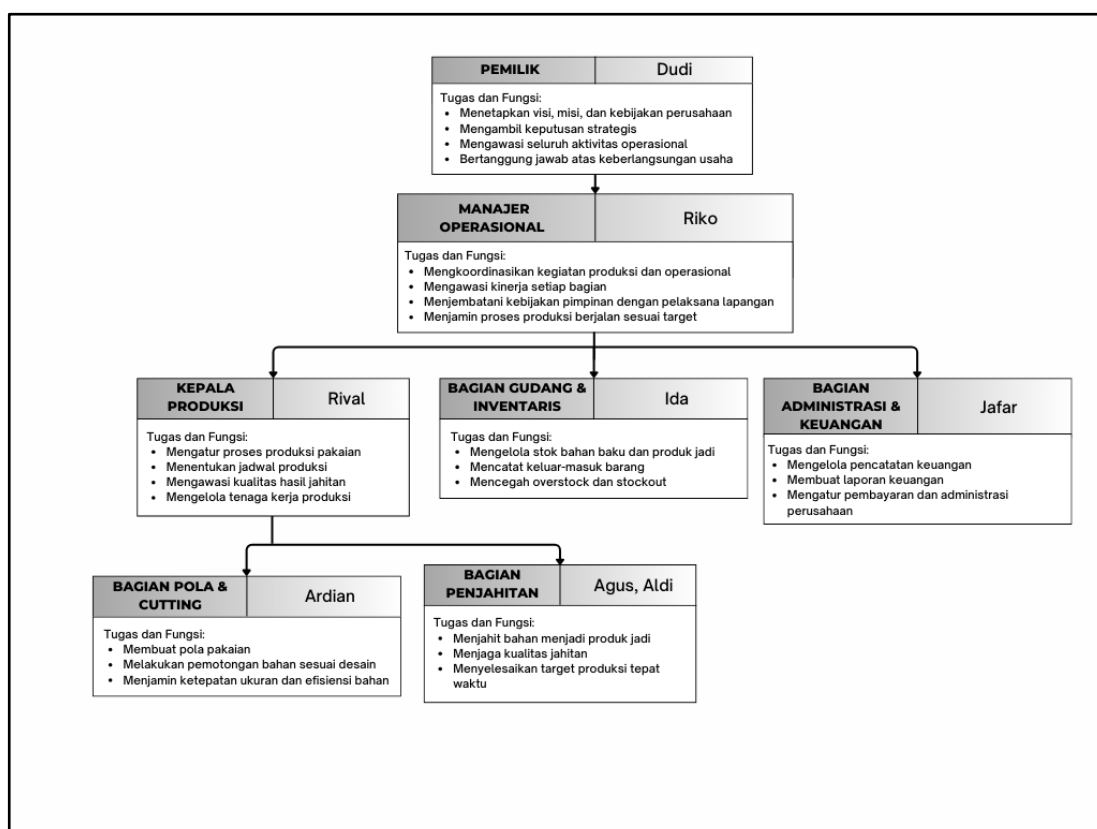 PEMILIK
Dudi
Tugas dan Fungsi:
• Menetapkan visi, misi, dan kebijakan perusahaan
• Mengambil keputusan strategis
• Mengawasi seluruh aktivitas operasional
• Bertanggung jawab atas keberlangsungan usaha
MANAJER
OPERASIONAL
Riko
Tugas dan Fungsi:
• Mengkoordinasikan kegiatan produksi dan operasional
• Mengawasi kinerja setiap bagian
• Menjembatani kebijakan pimpinan dengan pelaksana lapangan
• Menjamin proses produksi berjalan sesuai target
KEPALA
PRODUKSI
Rival
Tugas dan Fungsi:
• Mengatur proses produksi pakaian
• Menentukan jadwal produksi
• Mengawasi kualitas hasil jahitan
• Mengelola tenaga kerja produksi
BAGIAN GUDANG &
INVENTARIS
Ida
Tugas dan Fungsi:
• Mengelola stok bahan baku dan produk jadi
• Mencatat keluar-masuk barang
• Mencegah overstock dan stockout
BAGIAN
ADMINISTRASI &
KEUANGAN
Jafar
Tugas dan Fungsi:
• Mengelola pencatatan keuangan
• Membuat laporan keuangan
• Mengatur pembayaran dan administrasi
perusahaan
BAGIAN POLA &
CUTTING
Ardian
Tugas dan Fungsi:
• Membuat pola pakaian
• Melakukan pemotongan bahan sesuai desain
• Menjamin ketepatan ukuran dan efisiensi bahan
BAGIAN
PENJAHITAN
Agus, Aldi
Tugas dan Fungsi:
• Menjahit bahan menjadi produk jadi
• Menjaga kualitas jahitan
• Menyelesaikan target produksi tepat
waktu